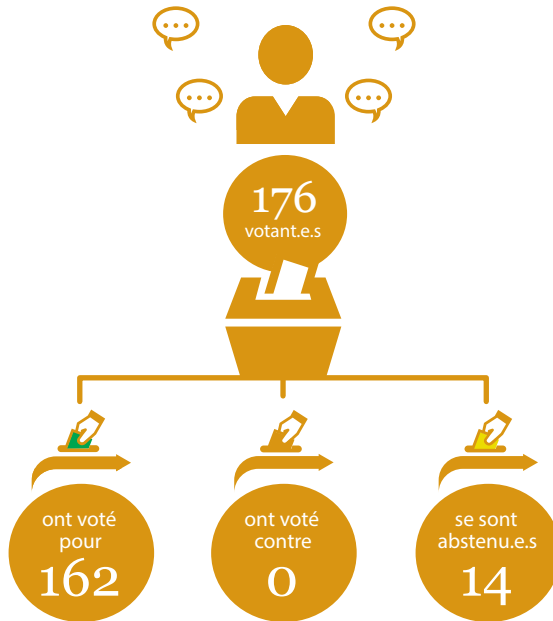 176
votant.e.s
ont voté
pour
162
ont voté
contre
0
se sont
abstenu.e.s
14